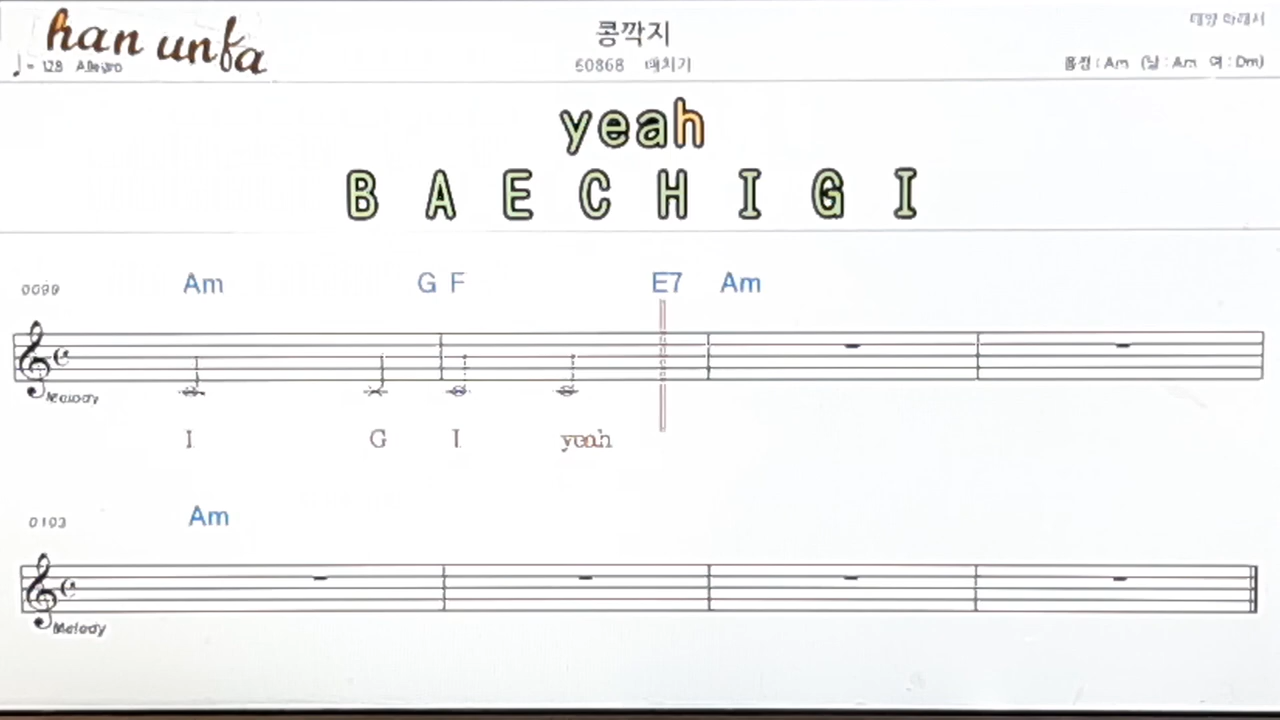 han unfa
콩깍지
♩= 128 Allegro
60868 배치기
음정 : Am (남 : Am 여 : Dm)
yeah
B A E C H I G I
0099 Am G F E7 Am
Melody
I G I yeah
0103 Am
Melody